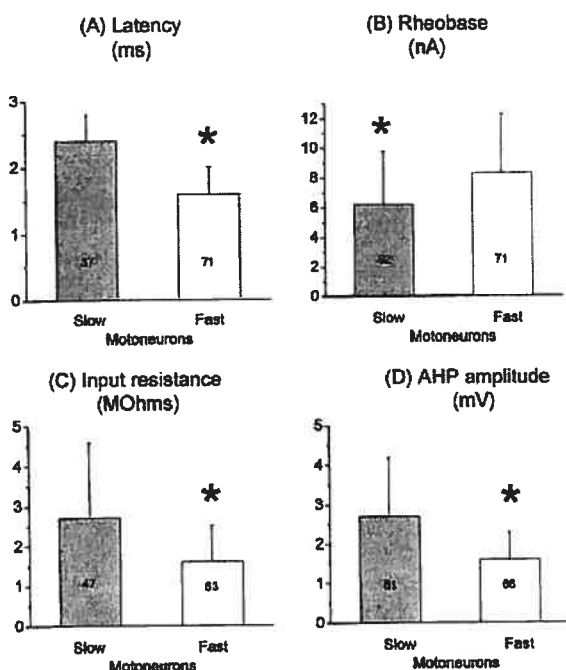 (A) Latency
(ms)
3
2
1
0
*
71
Slow
Fast
Motoneurons
(B) Rheobase
(nA)
12
10
8
6
4
2
0
*
71
Slow
Fast
Motoneurons
(C) Input resistance
(MOhms)
5
4
3
2
1
0
*
47
63
Slow
Fast
Motoneurons
(D) AHP amplitude
(mV)
5
4
3
2
1
0
*
66
Slow
Fast
Motoneurons